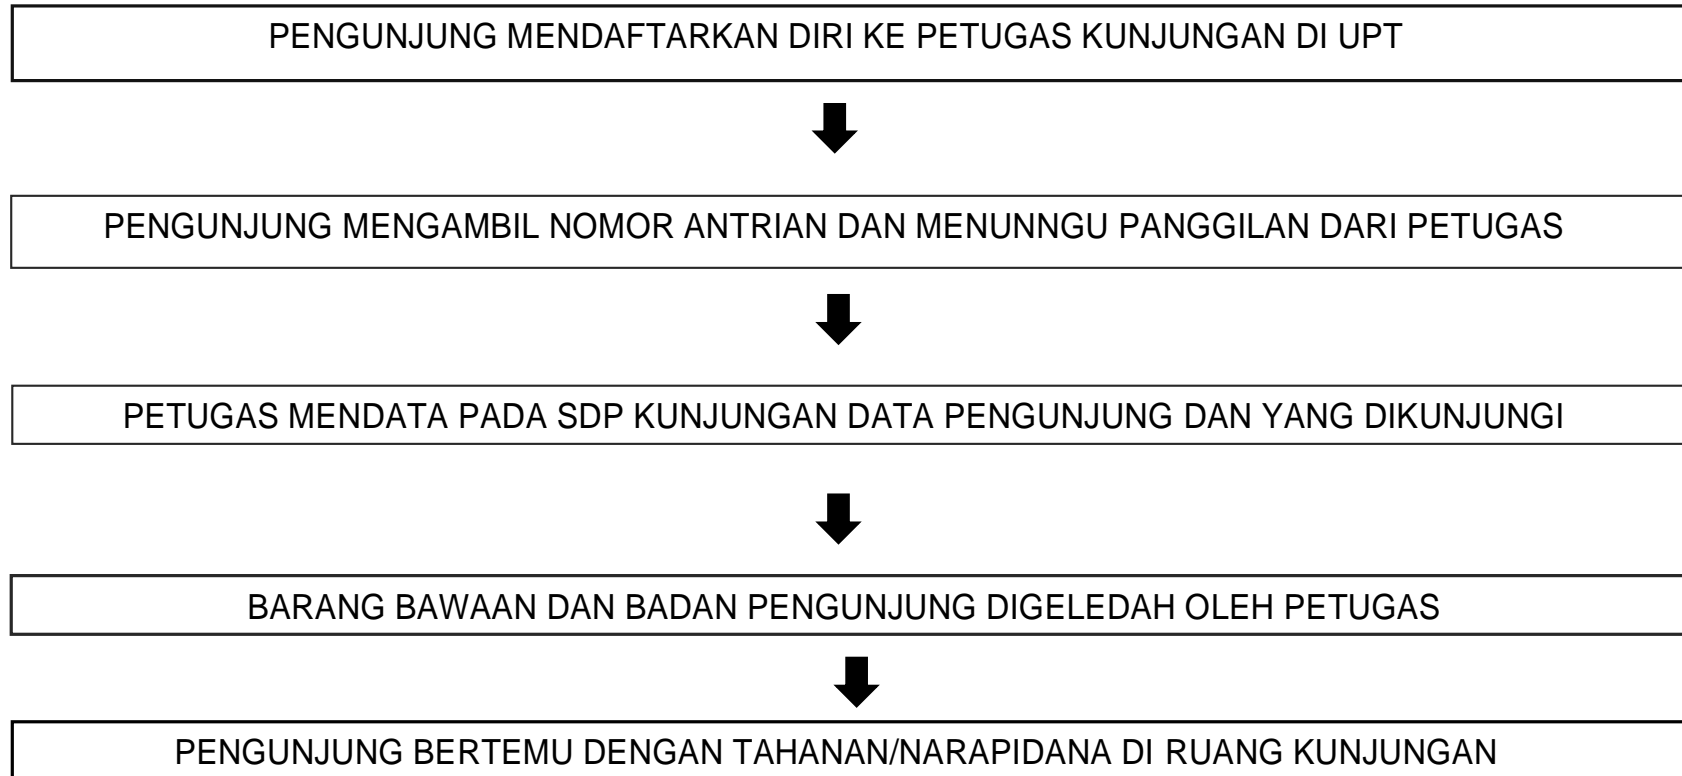 PENGUNJUNG MENDAFTARKAN DIRI KE PETUGAS KUNJUNGAN DI UPT
PENGUNJUNG MENGAMBIL NOMOR ANTRIAN DAN MENUNNGU PANGGILAN DARI PETUGAS
PETUGAS MENDATA PADA SDP KUNJUNGAN DATA PENGUNJUNG DAN YANG DIKUNJUNGI
BARANG BAWAAN DAN BADAN PENGUNJUNG DIGELEDAH OLEH PETUGAS
PENGUNJUNG BERTEMU DENGAN TAHANAN/NARAPIDANA DI RUANG KUNJUNGAN